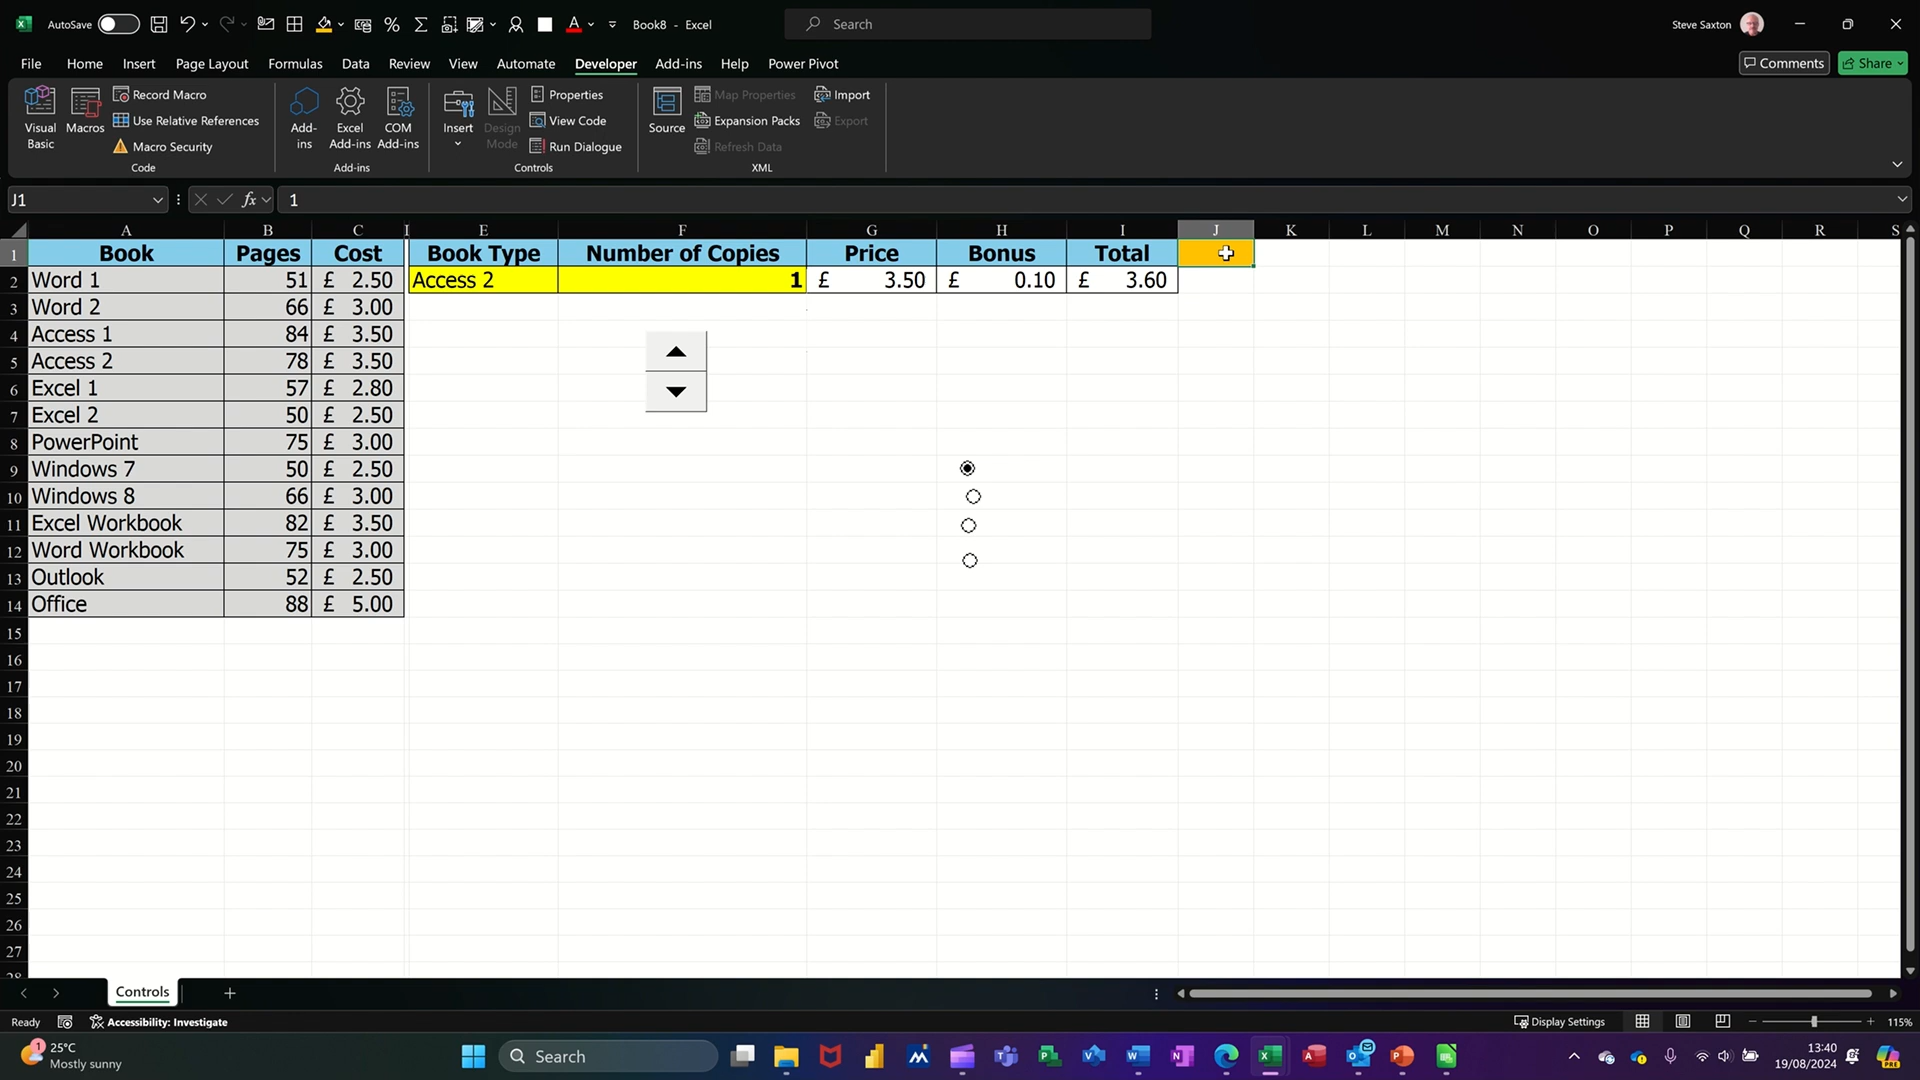 AutoSave Book8 - Excel Search Steve Saxton
File Home Insert Page Layout Formulas Data Review View Automate Developer Add-ins Help Power Pivot Comments Share
Visual Basic
Macros
Record Macro
Use Relative References
Macro Security
Code
Add-ins
Excel Add-ins
COM Add-ins
Add-ins
Insert
Design Mode
Properties
View Code
Run Dialogue
Controls
Source
Map Properties
Expansion Packs
Refresh Data
Import
Export
XML
J1 fx 1
A B C I E F G H I J K L M N O P Q R S
1 Book Pages Cost Book Type Number of Copies Price Bonus Total
2 Word 1 51 £ 2.50 Access 2 1 £ 3.50 £ 0.10 £ 3.60
3 Word 2 66 £ 3.00
4 Access 1 84 £ 3.50
5 Access 2 78 £ 3.50
6 Excel 1 57 £ 2.80
7 Excel 2 50 £ 2.50
8 PowerPoint 75 £ 3.00
9 Windows 7 50 £ 2.50
10 Windows 8 66 £ 3.00
11 Excel Workbook 82 £ 3.50
12 Word Workbook 75 £ 3.00
13 Outlook 52 £ 2.50
14 Office 88 £ 5.00
15
16
17
18
19
20
21
22
23
24
25
26
27
28
Controls
Ready Accessibility: Investigate Display Settings 115%
1 25°C
Mostly sunny
Search
13:40
19/08/2024
PRE